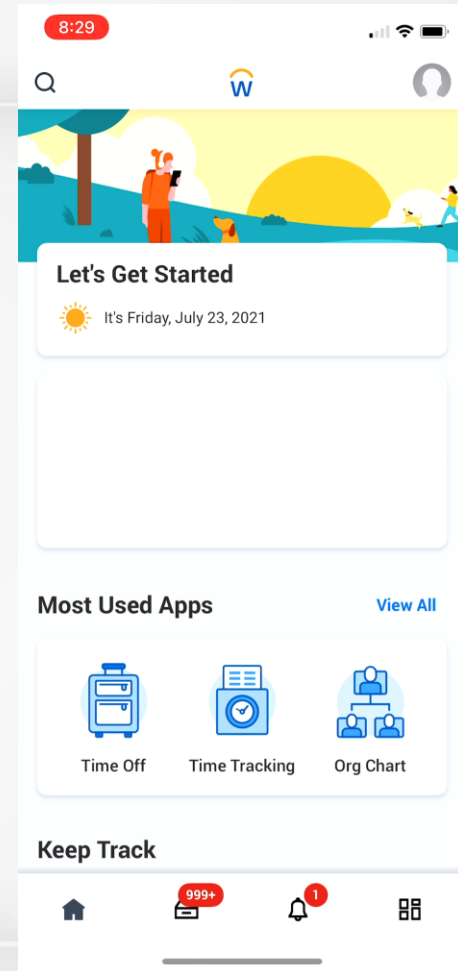 8:29
Let's Get Started
It's Friday, July 23, 2021
Most Used Apps View All
Time Off Time Tracking Org Chart
Keep Track
999+ 1